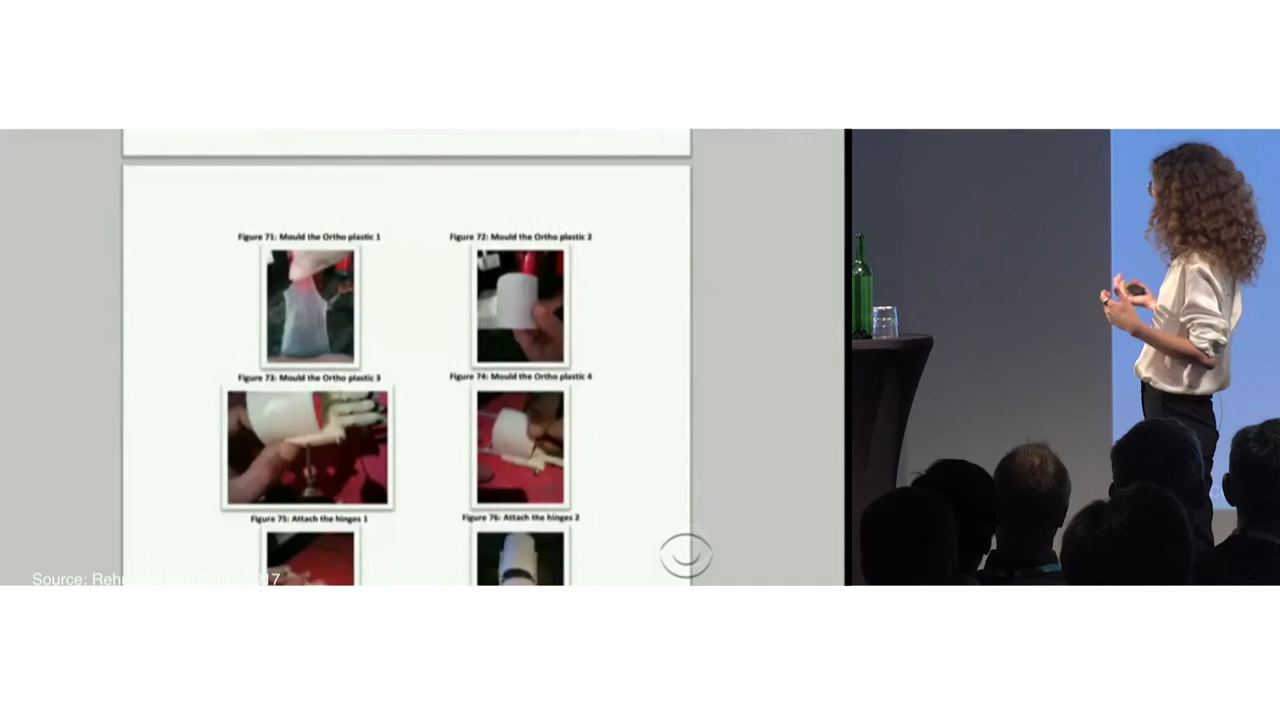 Figure 71: Mould the Ortho plastic 1
Figure 72: Mould the Ortho plastic 2
Figure 73: Mould the Ortho plastic 3
Figure 74: Mould the Ortho plastic 4
Figure 75: Attach the hinges 1
Figure 76: Attach the hinges 2
Source: 2017